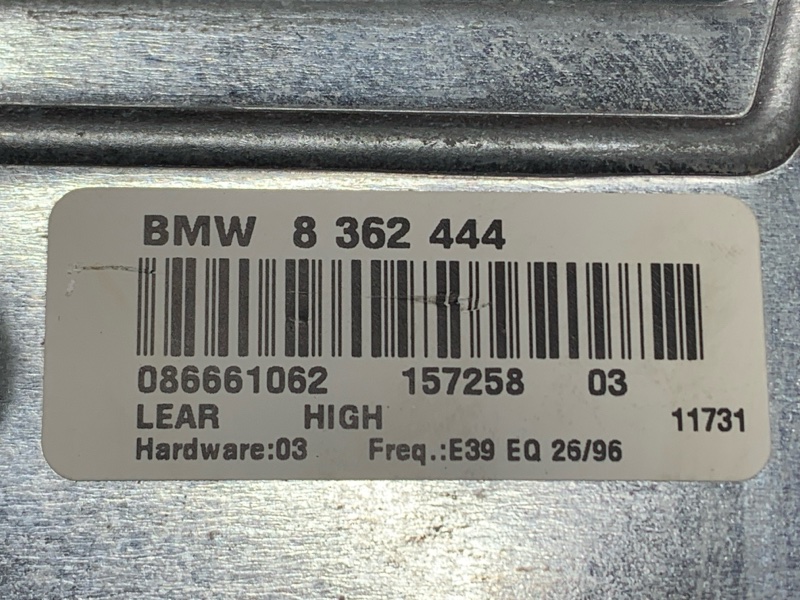 BMW 8 362 444
086661062 157258 03
LEAR HIGH 11731
Hardware:03 Freq.:E39 EQ 26/96